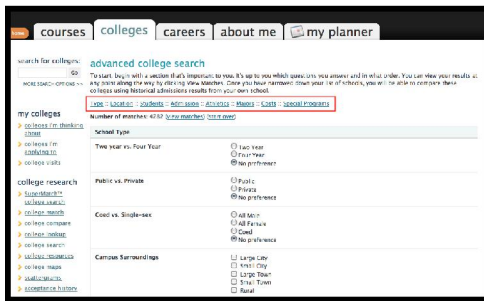 home
courses
colleges
careers
about me
my planner
search for colleges:
Go
MORE SEARCH OPTIONS >>
my colleges
colleges I'm thinking
about
colleges I'm
applying to
college visits
college research
SuperMatch™
college search
college match
college compare
college lookup
college search
college resources
college maps
scattergrams
acceptance history
advanced college search
To start, begin with a section that's important to you. It's up to you which questions you answer and in what order. You can view your results at
any point along the way by clicking View Matches. Once you have narrowed down your list of schools, you will be able to compare these
colleges using historical admissions results from your own school.
Type :: Location :: Students :: Admission :: Athletics :: Majors :: Costs :: Special Programs
Number of matches: (view matches) (start over)
School Type
Two year vs. Four Year
Two Year
Four Year
No preference
Public vs. Private
Public
Private
No preference
Coed vs. Single-sex
All Male
All Female
Coed
No preference
Campus Surroundings
Large City
Small City
Large Town
Small Town
Rural